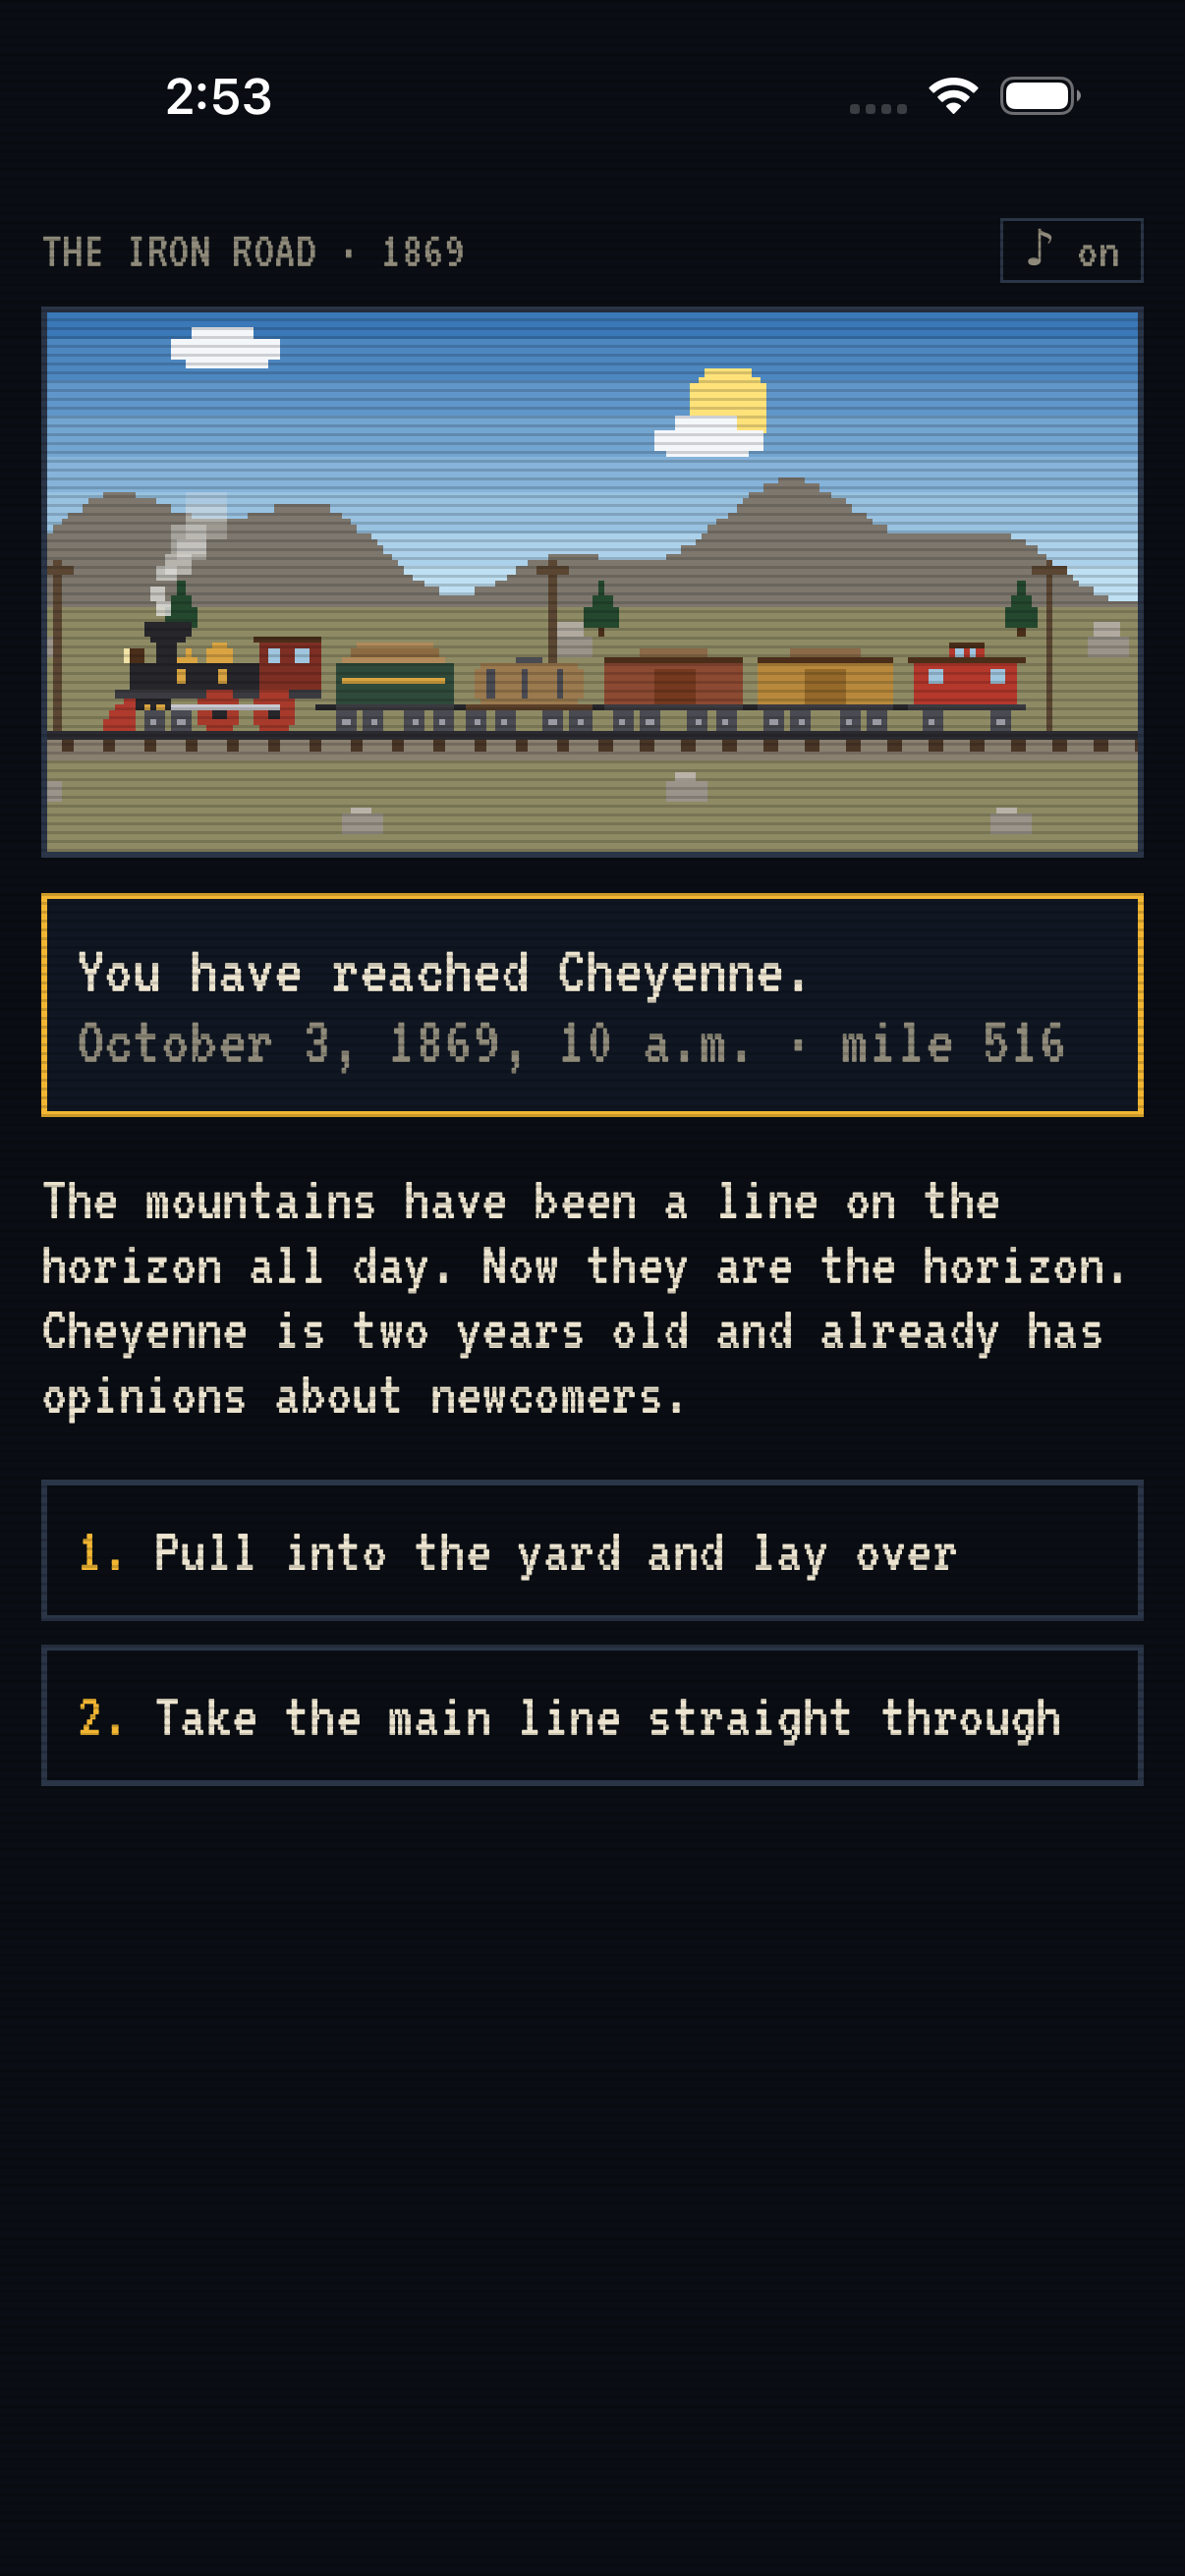 2:53
THE IRON ROAD · 1869
♪ on
You have reached Cheyenne.
October 3, 1869, 10 a.m. · mile 516
The mountains have been a line on the
horizon all day. Now they are the horizon.
Cheyenne is two years old and already has
opinions about newcomers.
1. Pull into the yard and lay over
2. Take the main line straight through